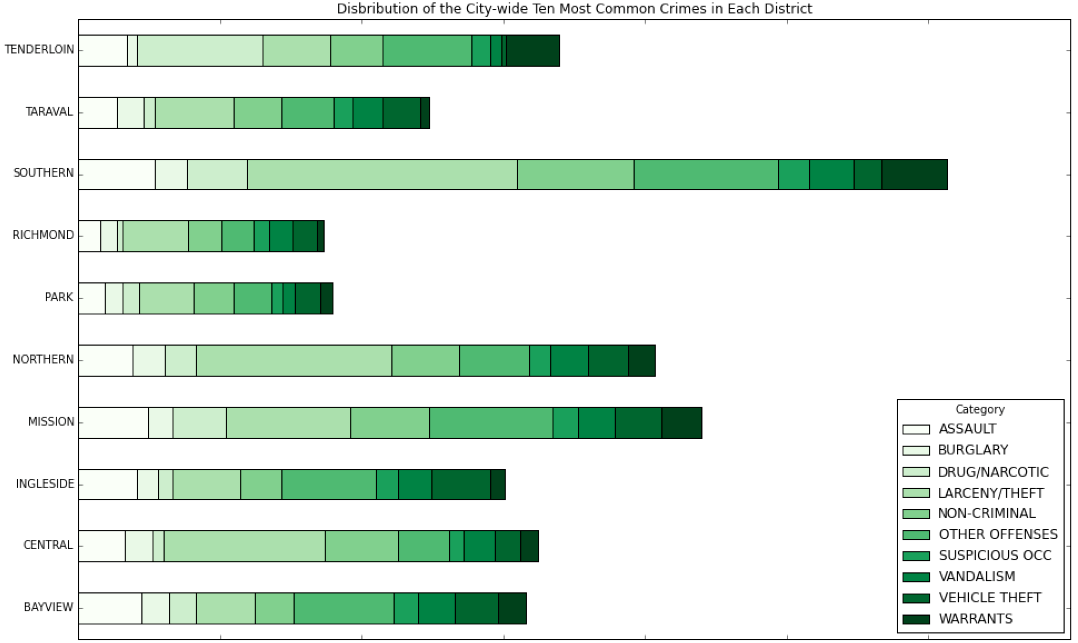 Disbribution of the City-wide Ten Most Common Crimes in Each District
TENDERLOIN
TARAVAL
SOUTHERN
RICHMOND
PARK
NORTHERN
MISSION
INGLESIDE
CENTRAL
BAYVIEW
Category
ASSAULT
BURGLARY
DRUG/NARCOTIC
LARCENY/THEFT
NON-CRIMINAL
OTHER OFFENSES
SUSPICIOUS OCC
VANDALISM
VEHICLE THEFT
WARRANTS